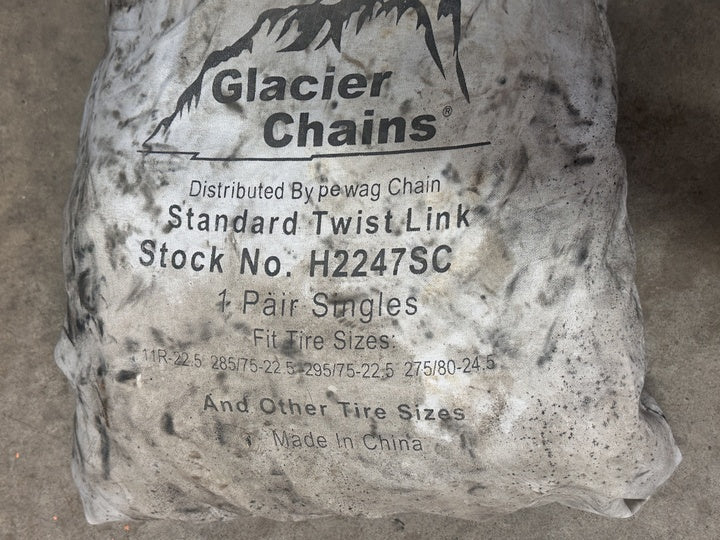 Glacier
Chains®
Distributed By pewag Chain
Standard Twist Link
Stock No. H2247SC
1 Pair Singles
Fit Tire Sizes:
11R-22.5 285/75-22.5 295/75-22.5 275/80-24.5
And Other Tire Sizes
Made In China